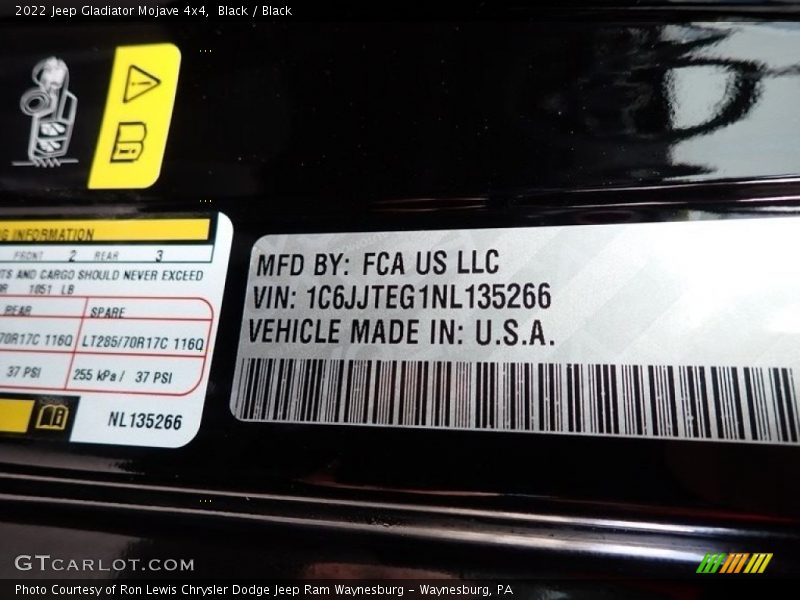 2022 Jeep Gladiator Mojave 4x4,  Black / Black
INFORMATION
FRONT 2 REAR 3
AND CARGO SHOULD NEVER EXCEED
1051 LB
REAR SPARE
70R17C 116Q LT285/70R17C 116Q
37 PSI 255 kPa / 37 PSI
NL135266
MFD BY: FCA US LLC
VIN: 1C6JJTEG1NL135266
VEHICLE MADE IN: U.S.A.
GTCARLOT.COM
Photo Courtesy of Ron Lewis Chrysler Dodge Jeep Ram Waynesburg - Waynesburg, PA